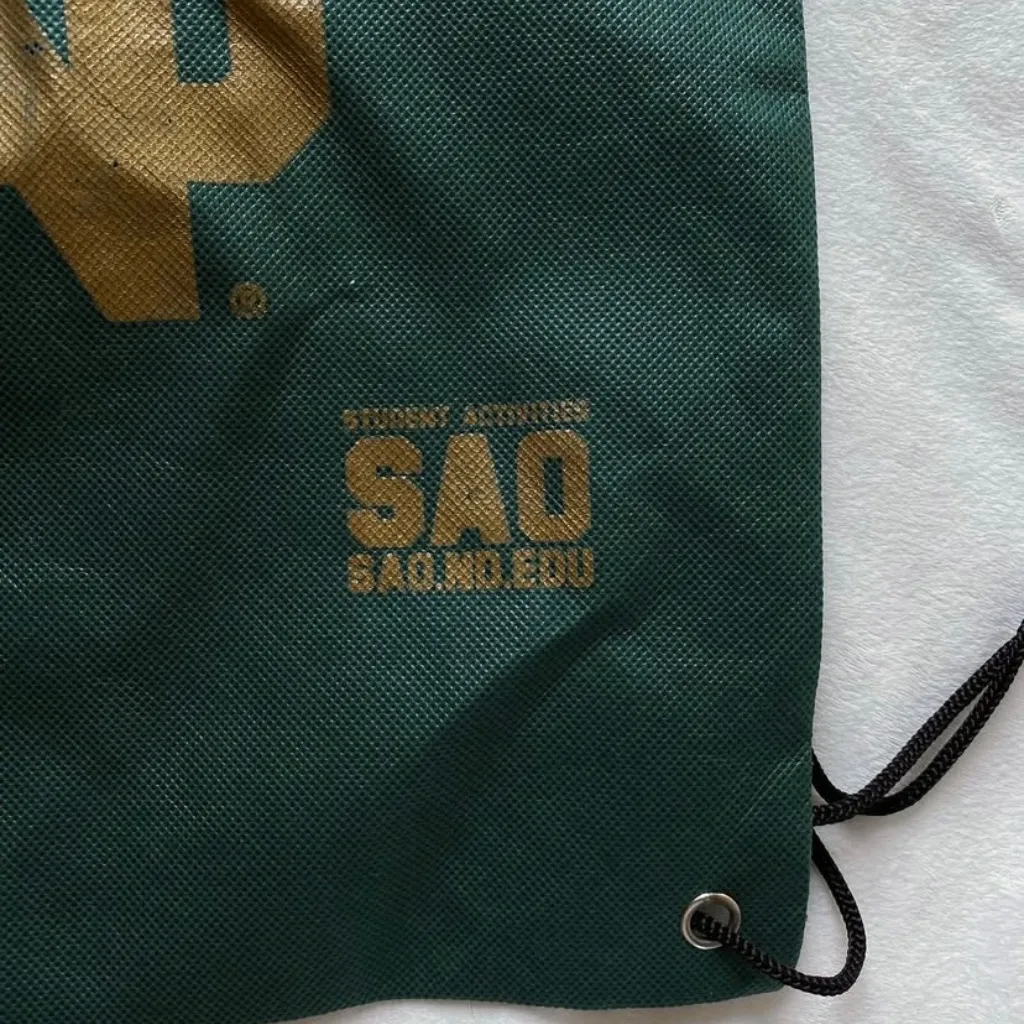 ®
STUDENT ACTIVITIES
SAO
SAO.ND.EDU